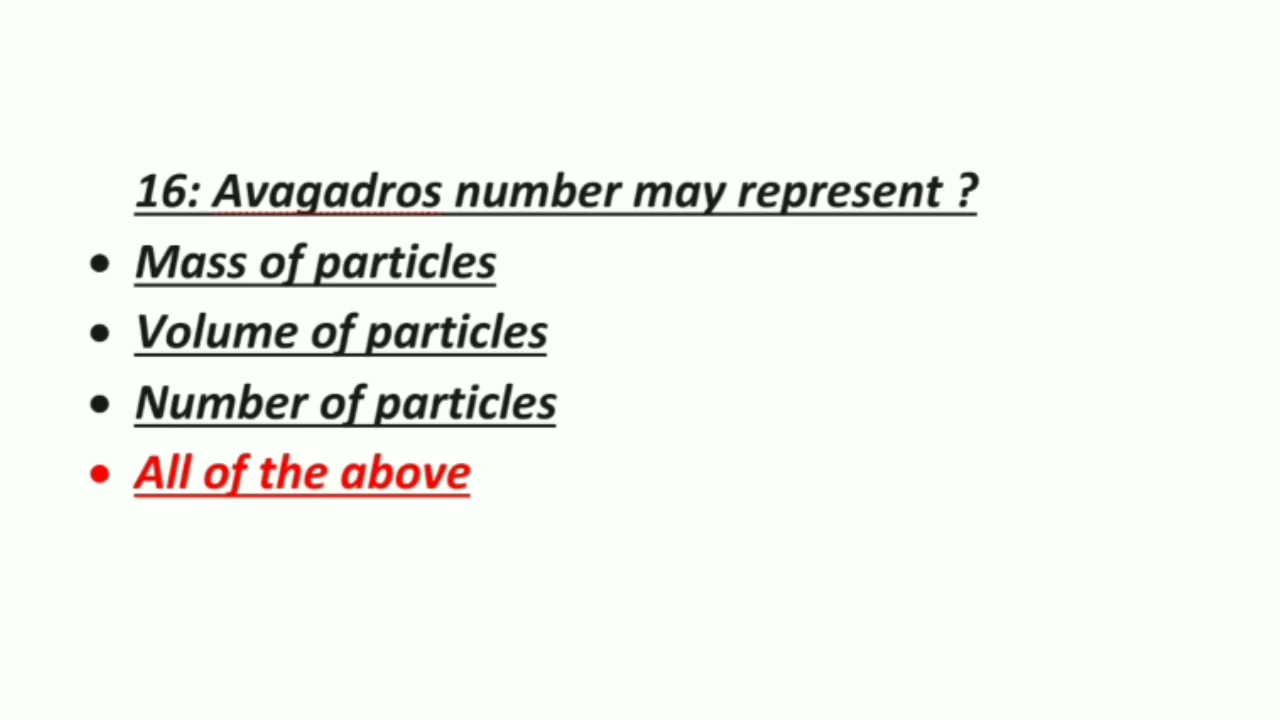 16: Avagadros number may represent ?
• Mass of particles
• Volume of particles
• Number of particles
• All of the above